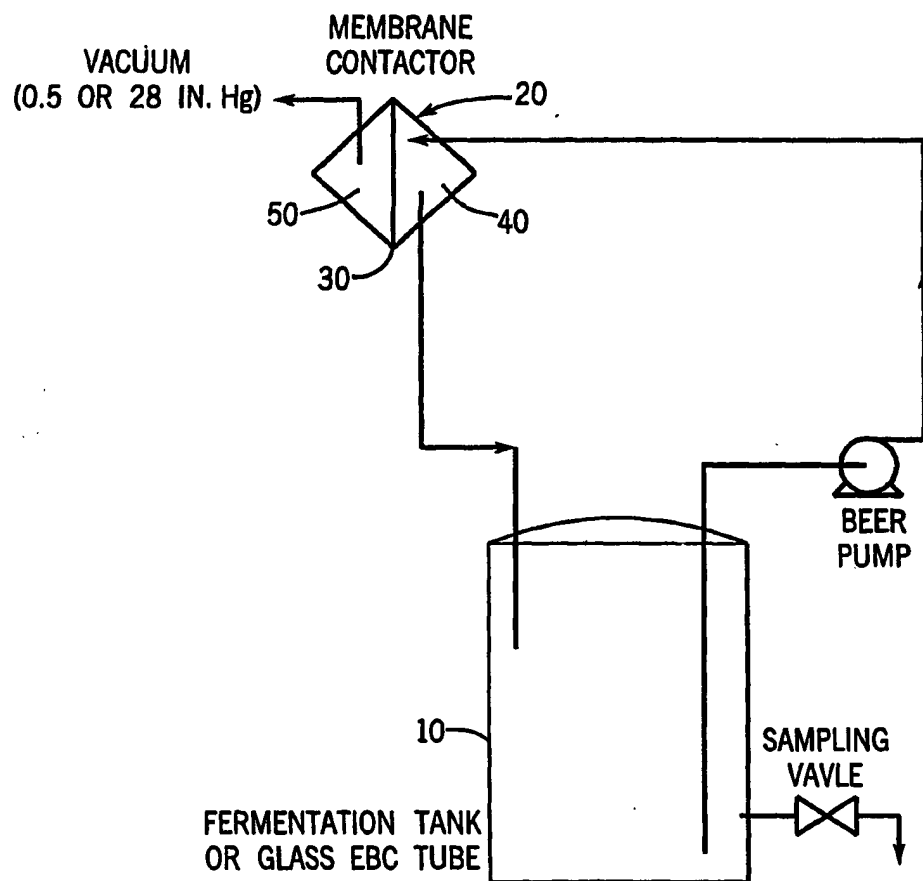 MEMBRANE
CONTACTOR
VACUUM
(0.5 OR 28 IN. Hg)
20
50
40
30
BEER
PUMP
10
SAMPLING
VAVLE
FERMENTATION TANK
OR GLASS EBC TUBE